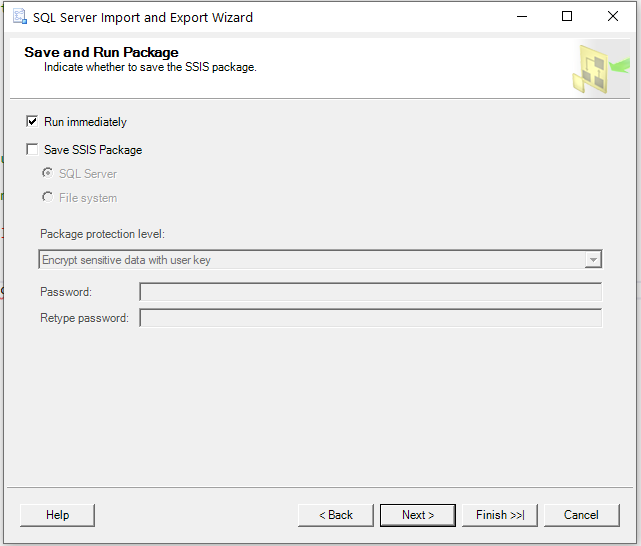 SQL Server Import and Export Wizard
Save and Run Package
Indicate whether to save the SSIS package.
Run immediately
Save SSIS Package
SQL Server
File system
Package protection level:
Encrypt sensitive data with user key
Password:
Retype password:
Help
< Back
Next >
Finish >>|
Cancel